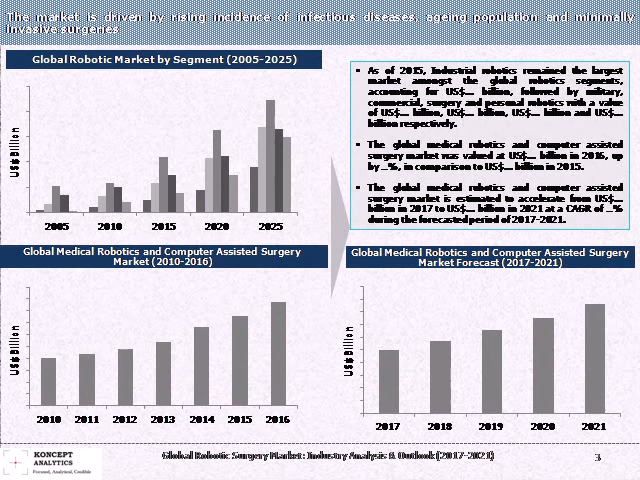 The market is driven by rising incidence of infectious diseases, ageing population and minimally
invasive surgeries
Global Robotic Market by Segment (2005-2025)
US$ Billion
2005 2010 2015 2020 2025
• As of 2015, Industrial robotics remained the largest
market amongst the global robotics segments,
accounting for US$... billion, followed by military,
commercial, surgery and personal robotics with a value
of US$... billion, US$... billion, US$... billion and US$...
billion respectively.
• The global medical robotics and computer assisted
surgery market was valued at US$... billion in 2016, up
by ...%, in comparison to US$... billion in 2015.
• The global medical robotics and computer assisted
surgery market is estimated to accelerate from US$...
billion in 2017 to US$... billion in 2021 at a CAGR of ...%
during the forecasted period of 2017-2021.
Global Medical Robotics and Computer Assisted Surgery
Market (2010-2016)
US$ Billion
2010 2011 2012 2013 2014 2015 2016
Global Medical Robotics and Computer Assisted Surgery
Market Forecast (2017-2021)
US$ Billion
2017 2018 2019 2020 2021
KONCEPT
ANALYTICS
Focused, Analytical, Credible
Global Robotic Surgery Market: Industry Analysis & Outlook (2017-2021)
3